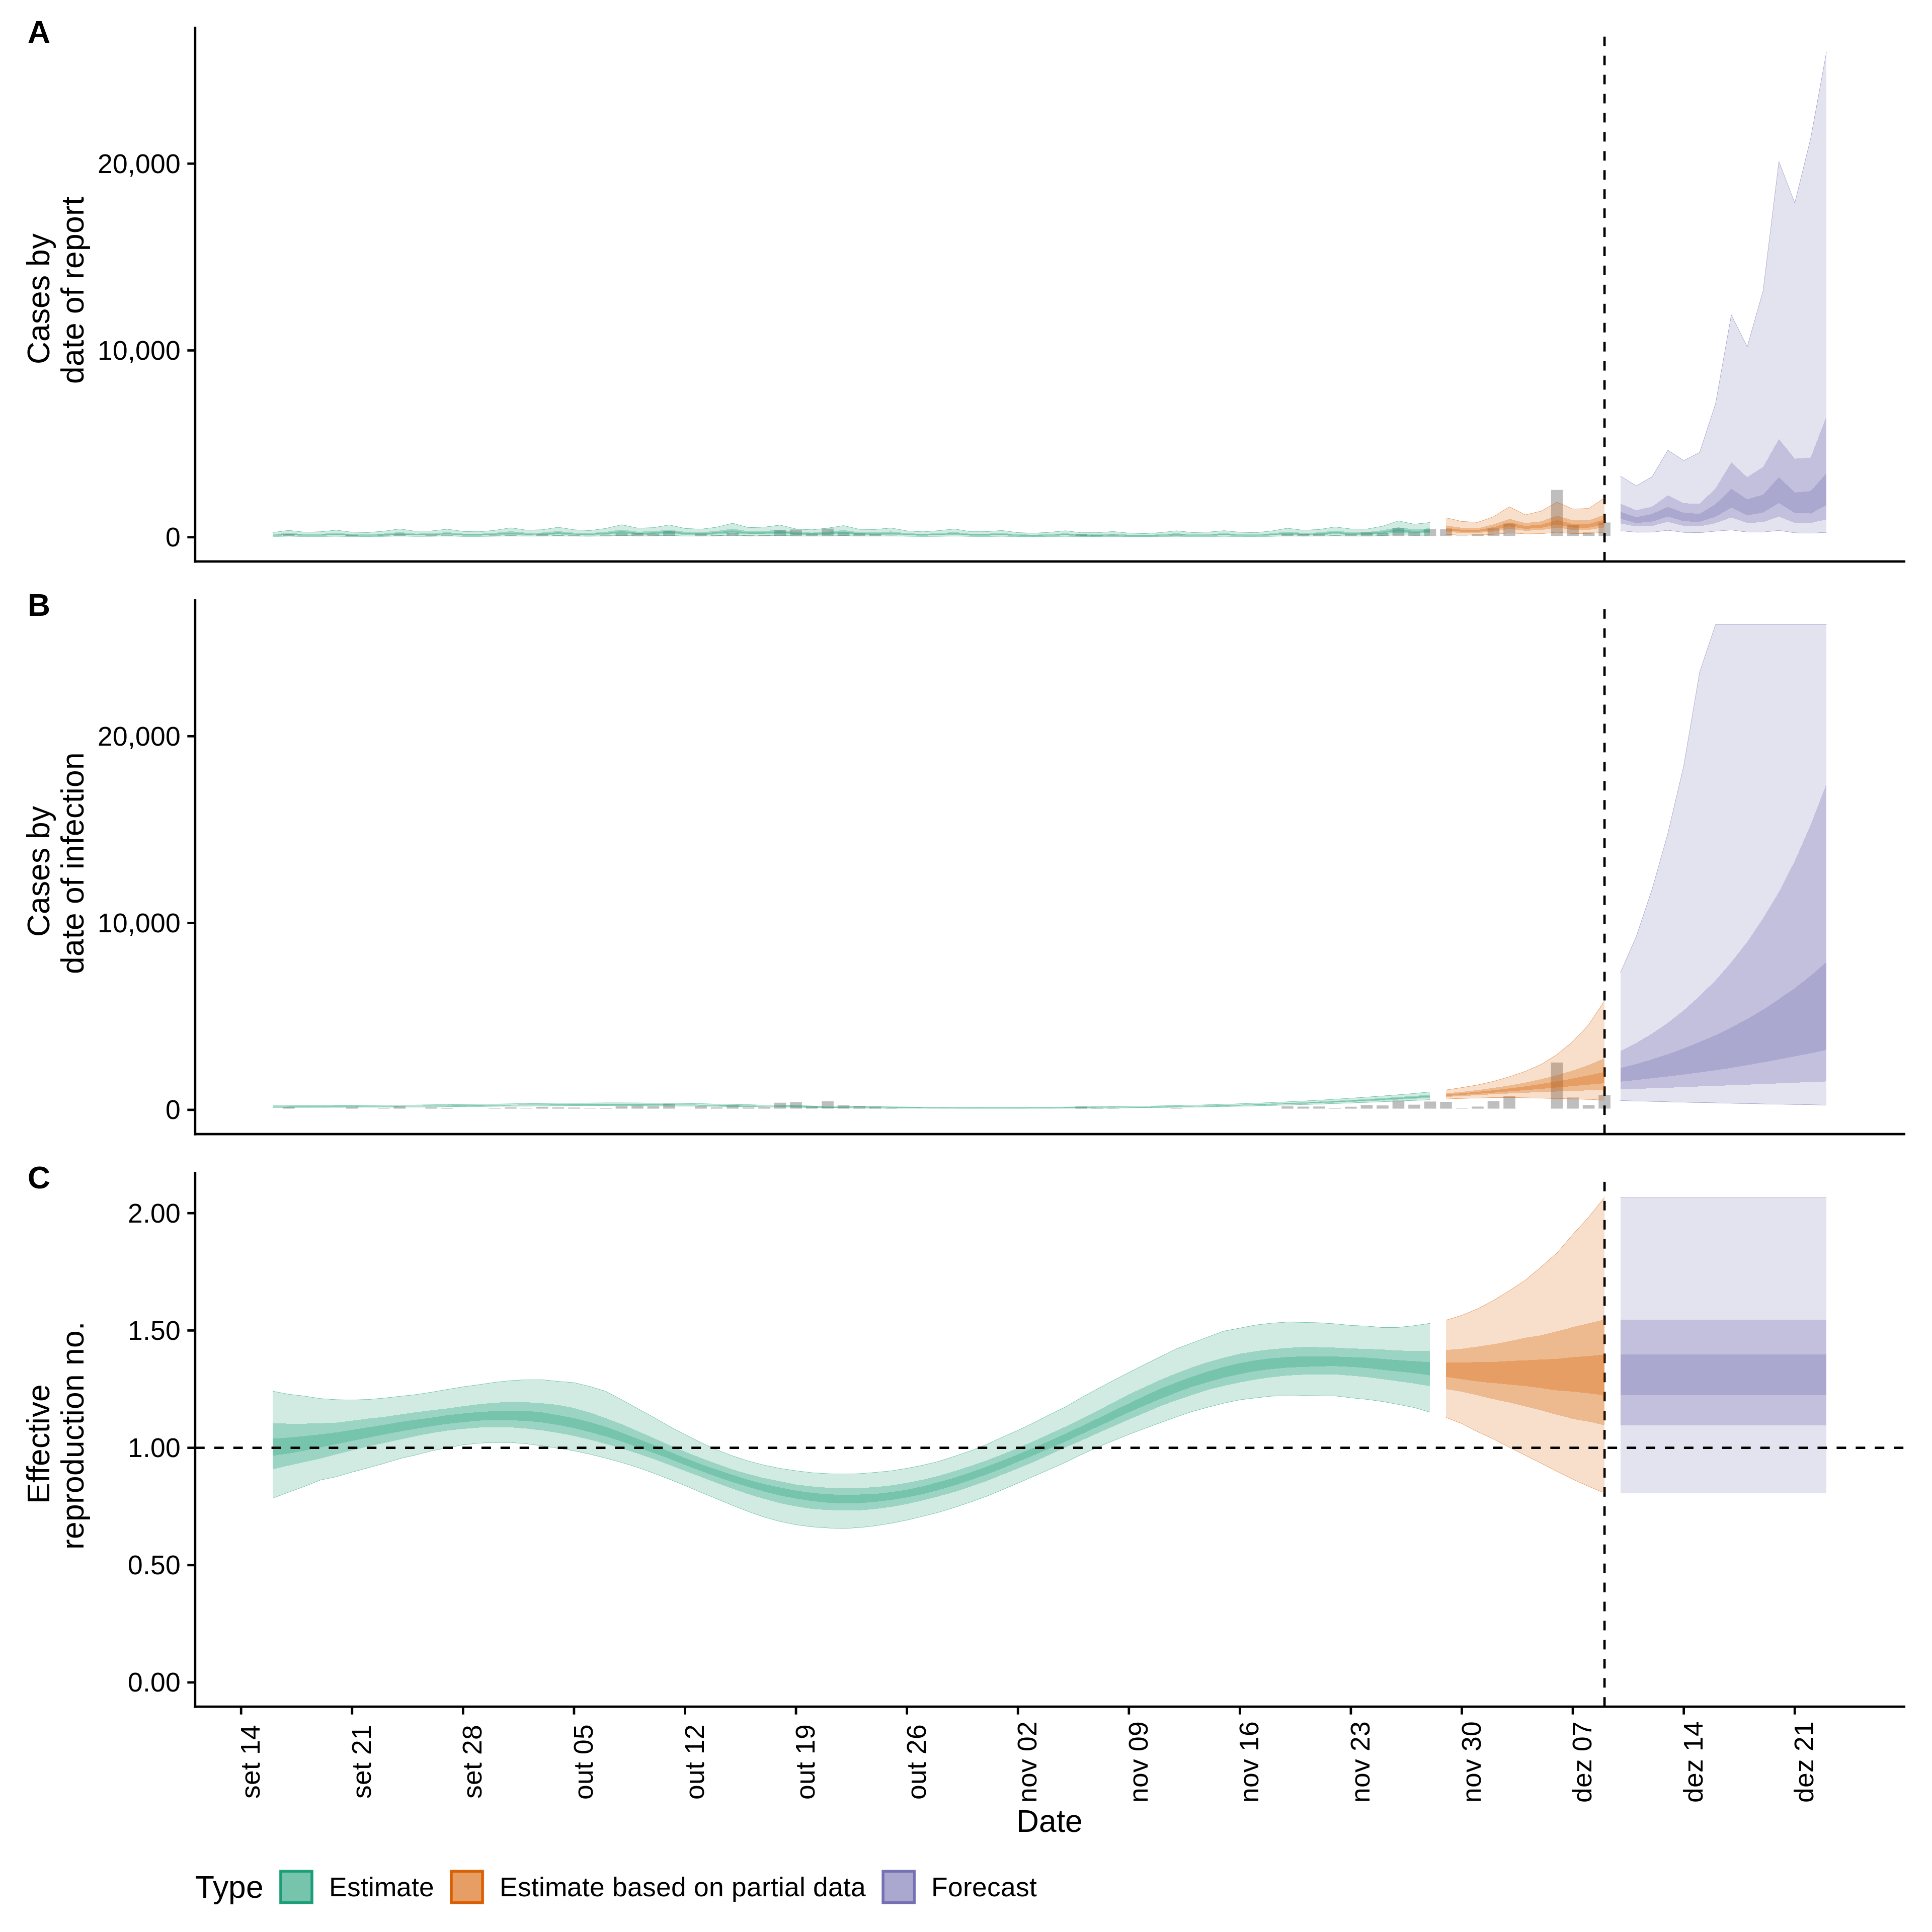 A
Cases by
date of report
20,000
10,000
0
B
Cases by
date of infection
20,000
10,000
0
C
Effective
reproduction no.
2.00
1.50
1.00
0.50
0.00
set 14
set 21
set 28
out 05
out 12
out 19
out 26
nov 02
nov 09
nov 16
nov 23
nov 30
dez 07
dez 14
dez 21
Date
Type Estimate Estimate based on partial data Forecast